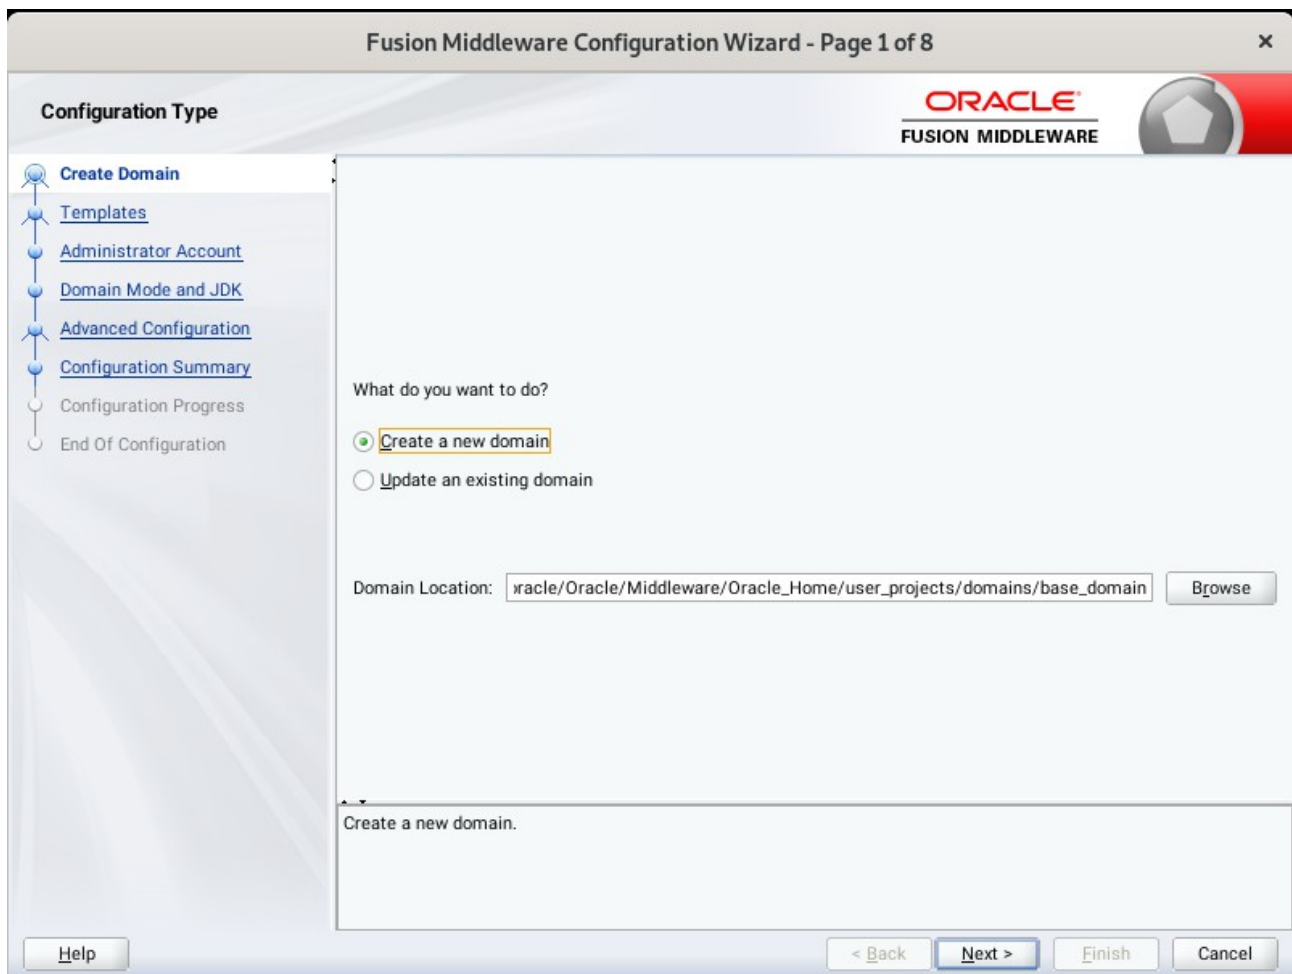 Fusion Middleware Configuration Wizard - Page 1 of 8
Configuration Type
ORACLE
FUSION MIDDLEWARE
Create Domain
Templates
Administrator Account
Domain Mode and JDK
Advanced Configuration
Configuration Summary
Configuration Progress
End Of Configuration
What do you want to do?
Create a new domain
Update an existing domain
Domain Location: oracle/Oracle/Middleware/Oracle_Home/user_projects/domains/base_domain Browse
Create a new domain.
Help < Back Next > Finish Cancel